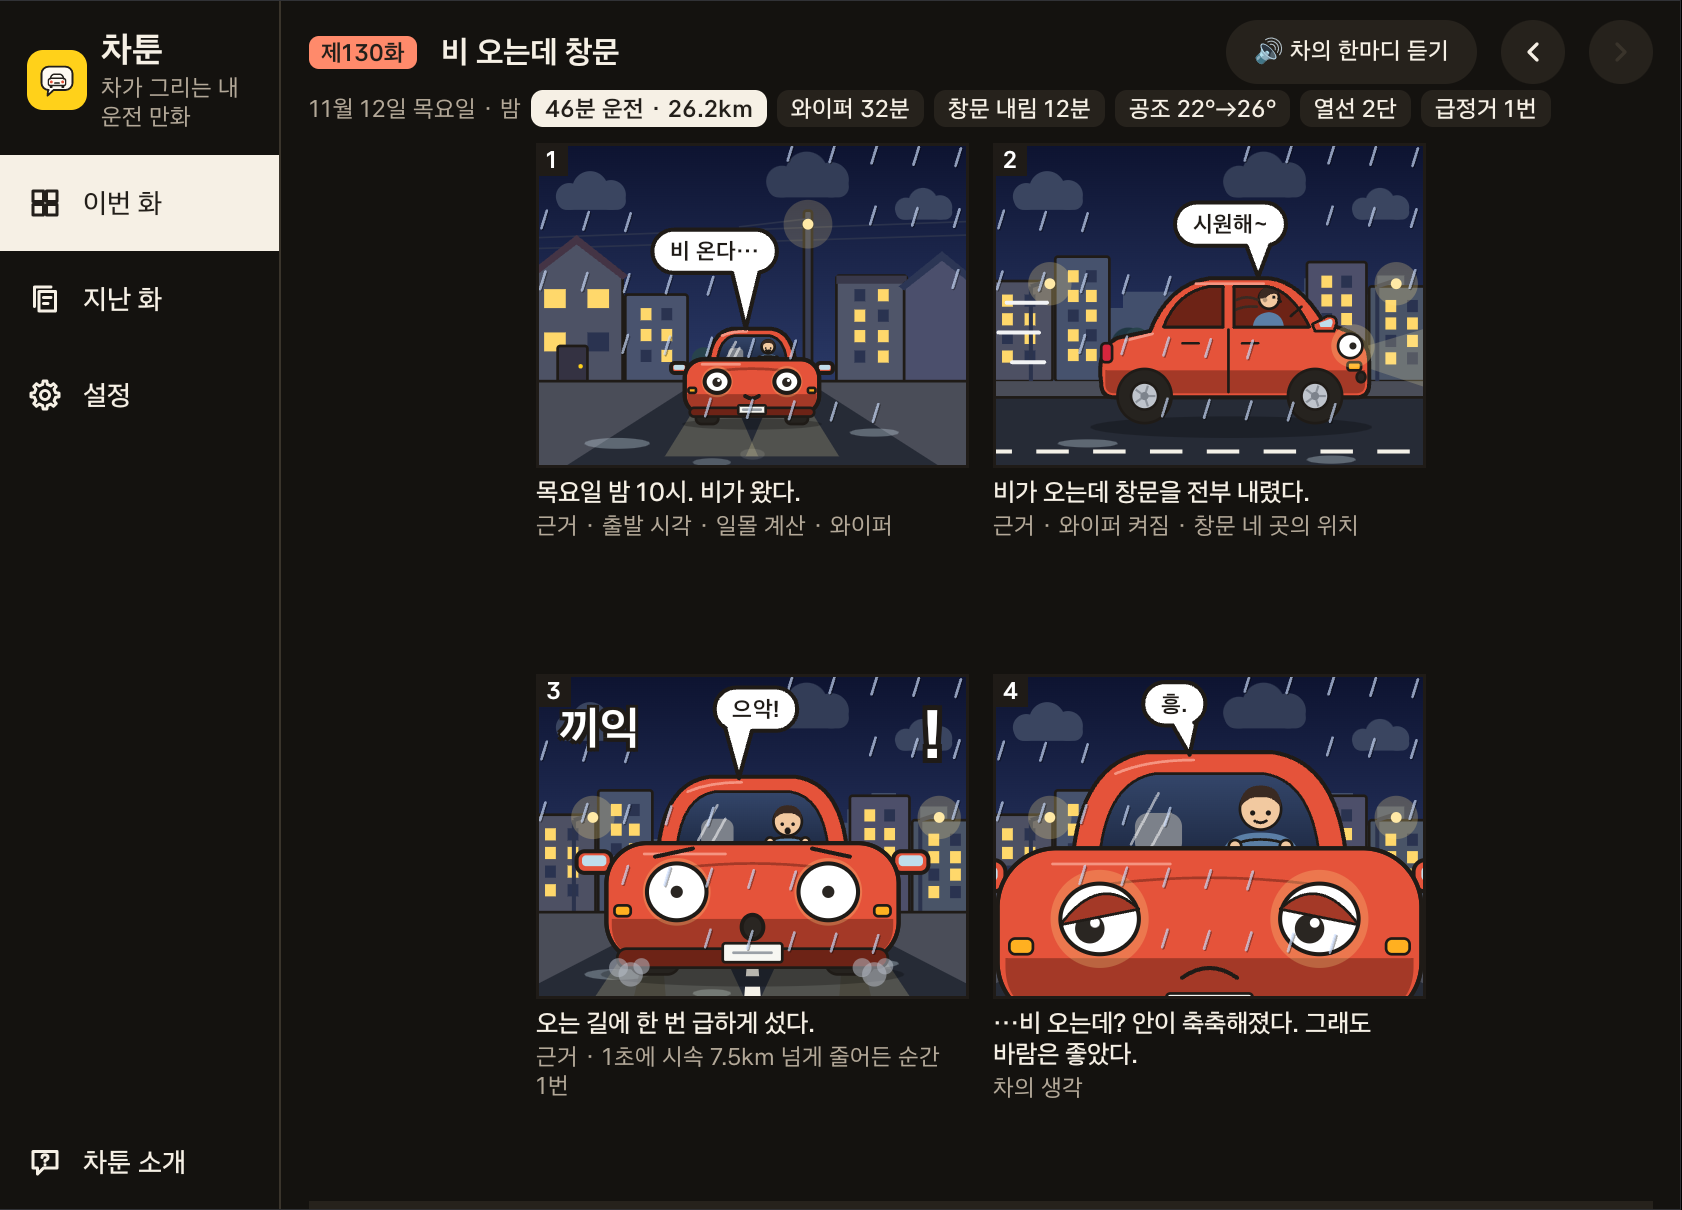 차툰
차가 그리는 내
운전 만화
이번 화
지난 화
설정
차툰 소개
제130화
비 오는데 창문
🔊 차의 한마디 듣기
11월 12일 목요일 · 밤
46분 운전 · 26.2km
와이퍼 32분
창문 내림 12분
공조 22°→26°
열선 2단
급정거 1번
1
비 온다…
목요일 밤 10시. 비가 왔다.
근거 · 출발 시각 · 일몰 계산 · 와이퍼
2
시원해~
비가 오는데 창문을 전부 내렸다.
근거 · 와이퍼 켜짐 · 창문 네 곳의 위치
3
끼익
으악!
!
오는 길에 한 번 급하게 섰다.
근거 · 1초에 시속 7.5km 넘게 줄어든 순간
1번
4
흥.
…비 오는데? 안이 축축해졌다. 그래도
바람은 좋았다.
차의 생각